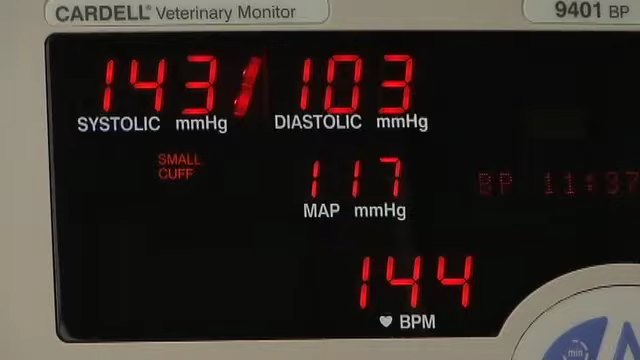 CARDELL® Veterinary Monitor
9401 BP
143/103
SYSTOLIC mmHg DIASTOLIC mmHg
SMALL
CUFF
117
MAP mmHg
BP 11:37
144
♥ BPM
min